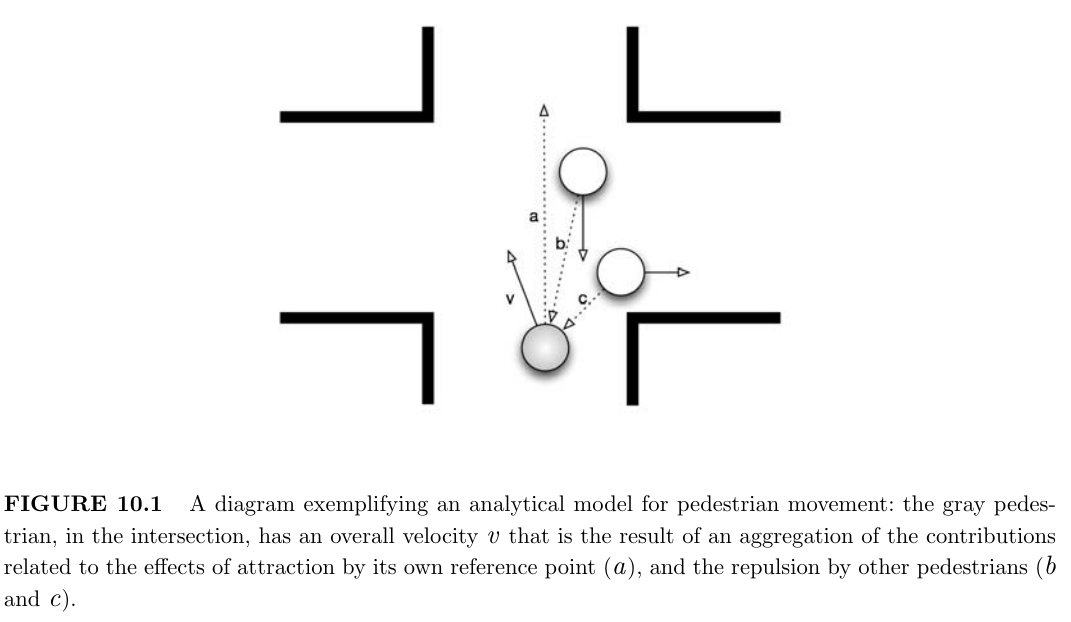 a
b
v
c
FIGURE 10.1 A diagram exemplifying an analytical model for pedestrian movement: the gray pedes-
trian, in the intersection, has an overall velocity v that is the result of an aggregation of the contributions
related to the effects of attraction by its own reference point (a), and the repulsion by other pedestrians (b
and c).